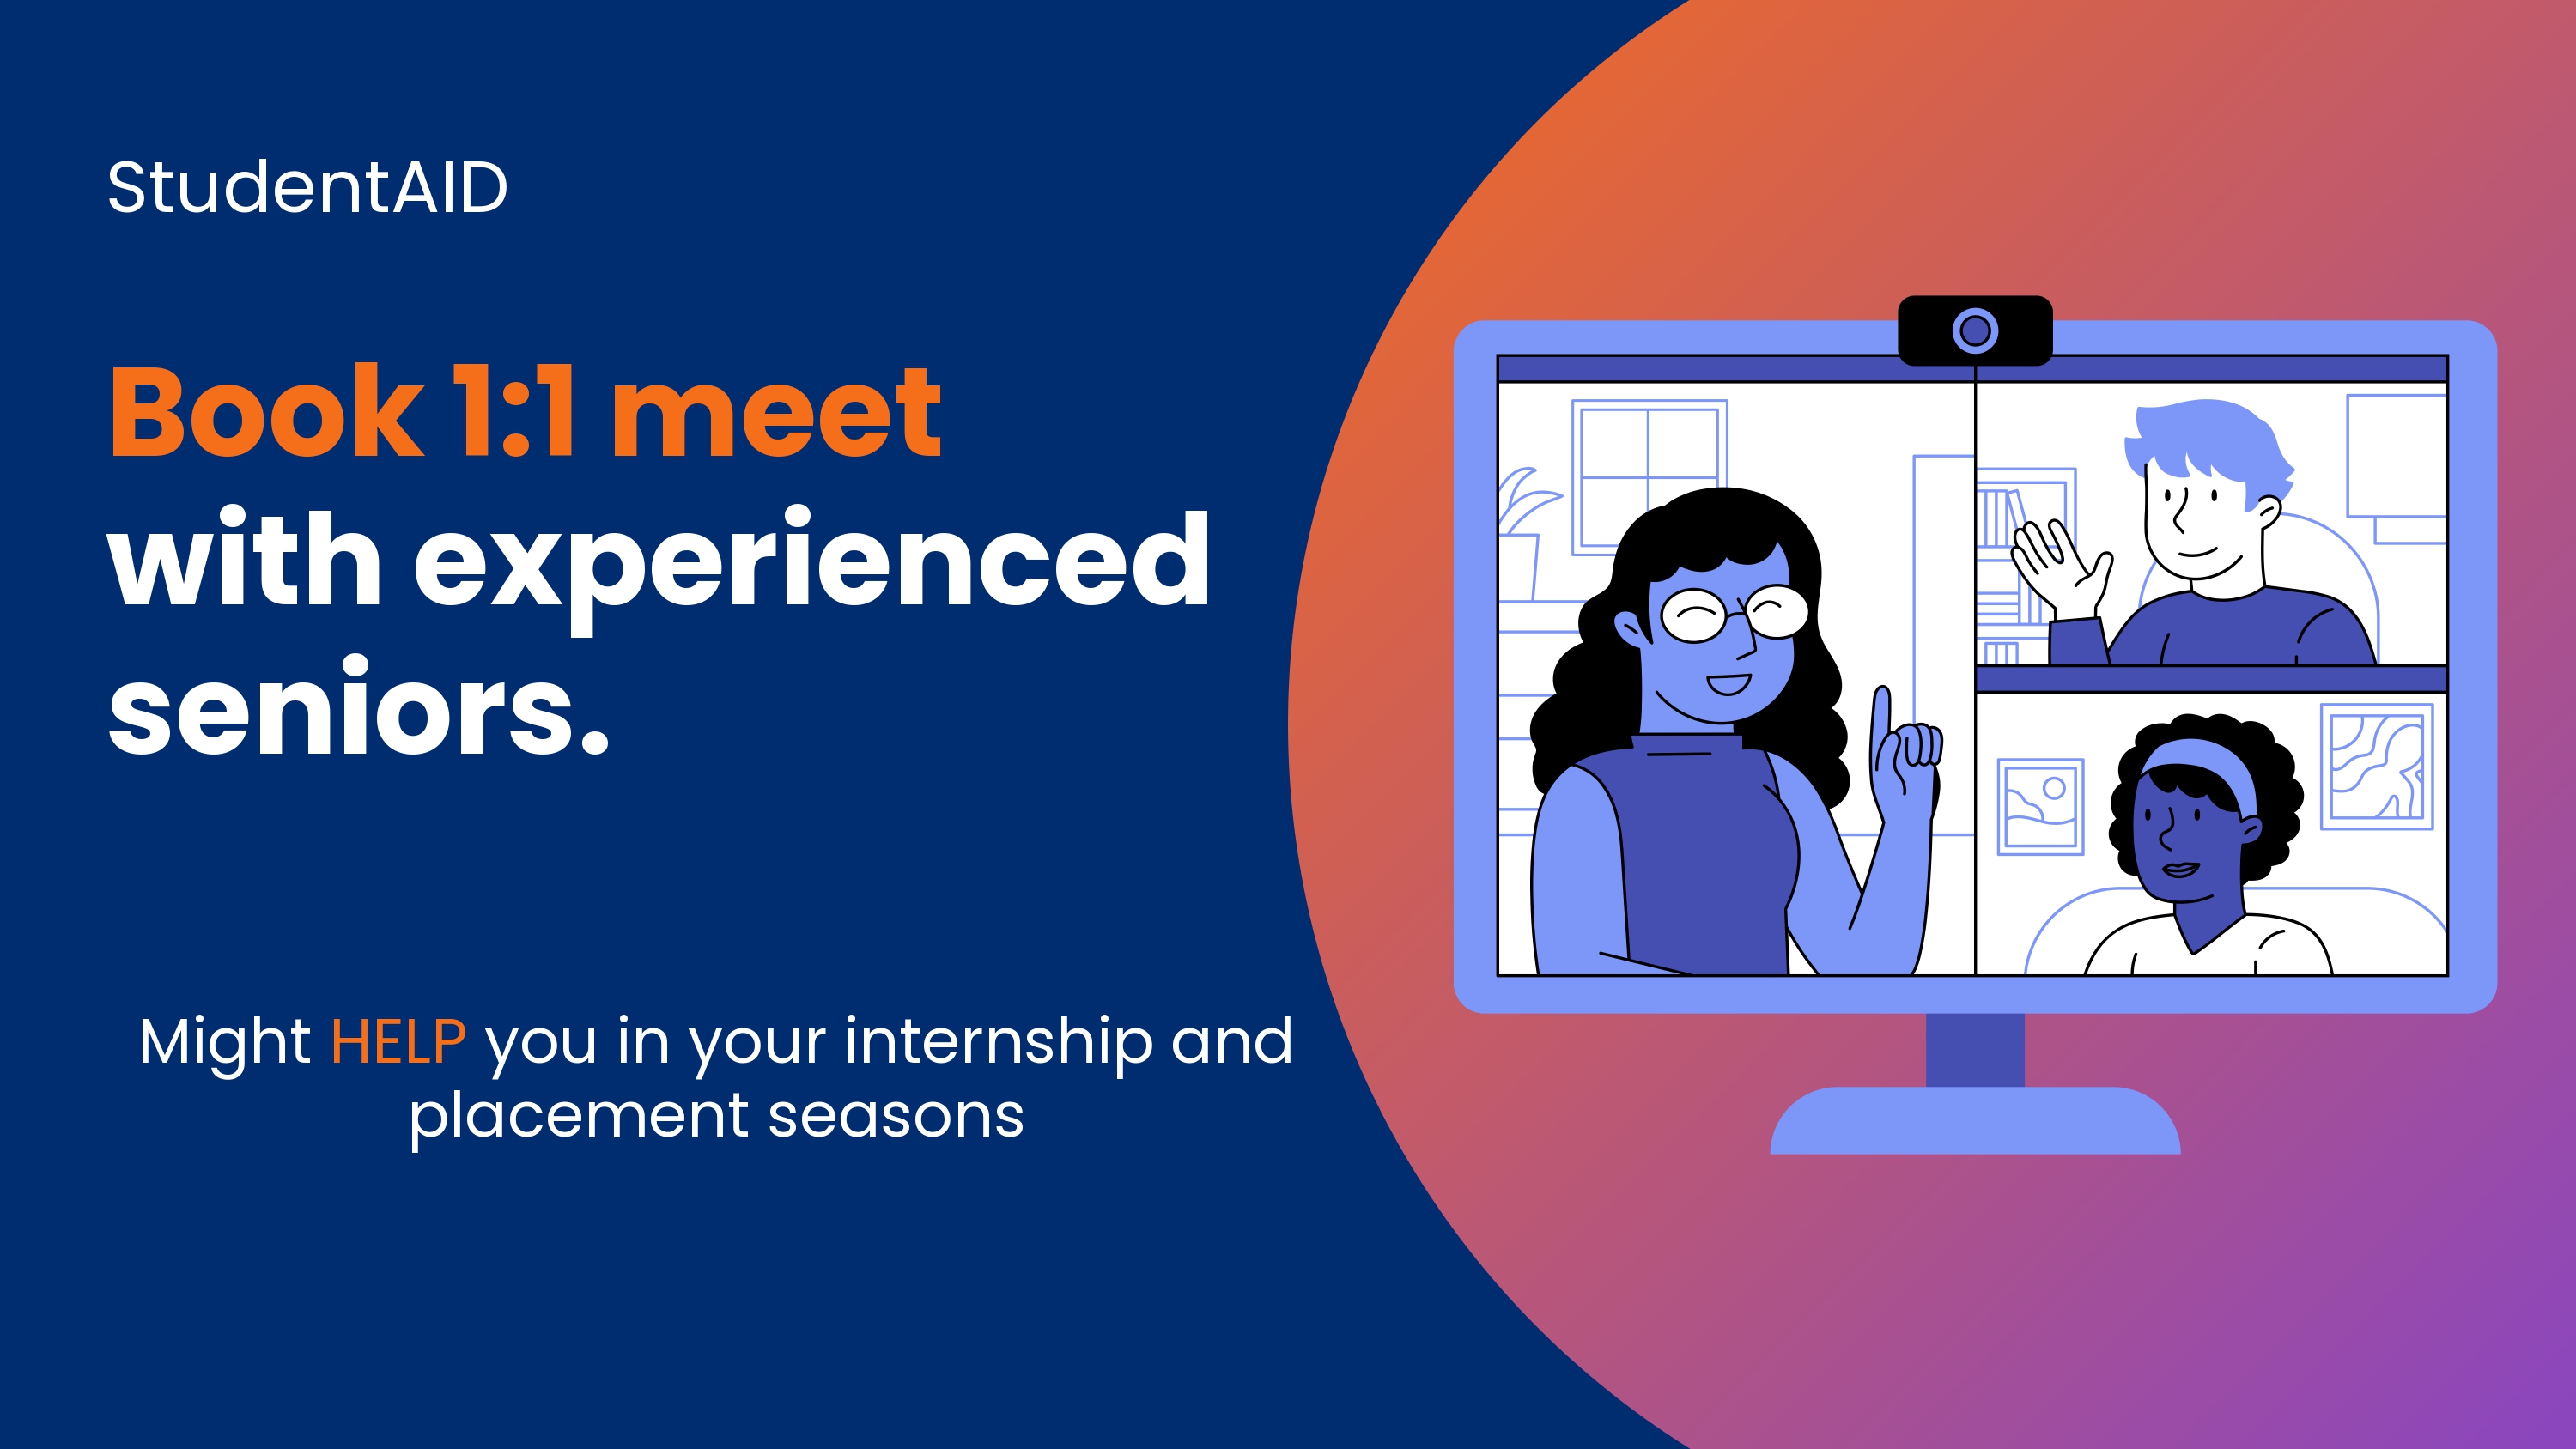 StudentAID
Book 1:1 meet
with experienced
seniors.
Might HELP you in your internship and
placement seasons